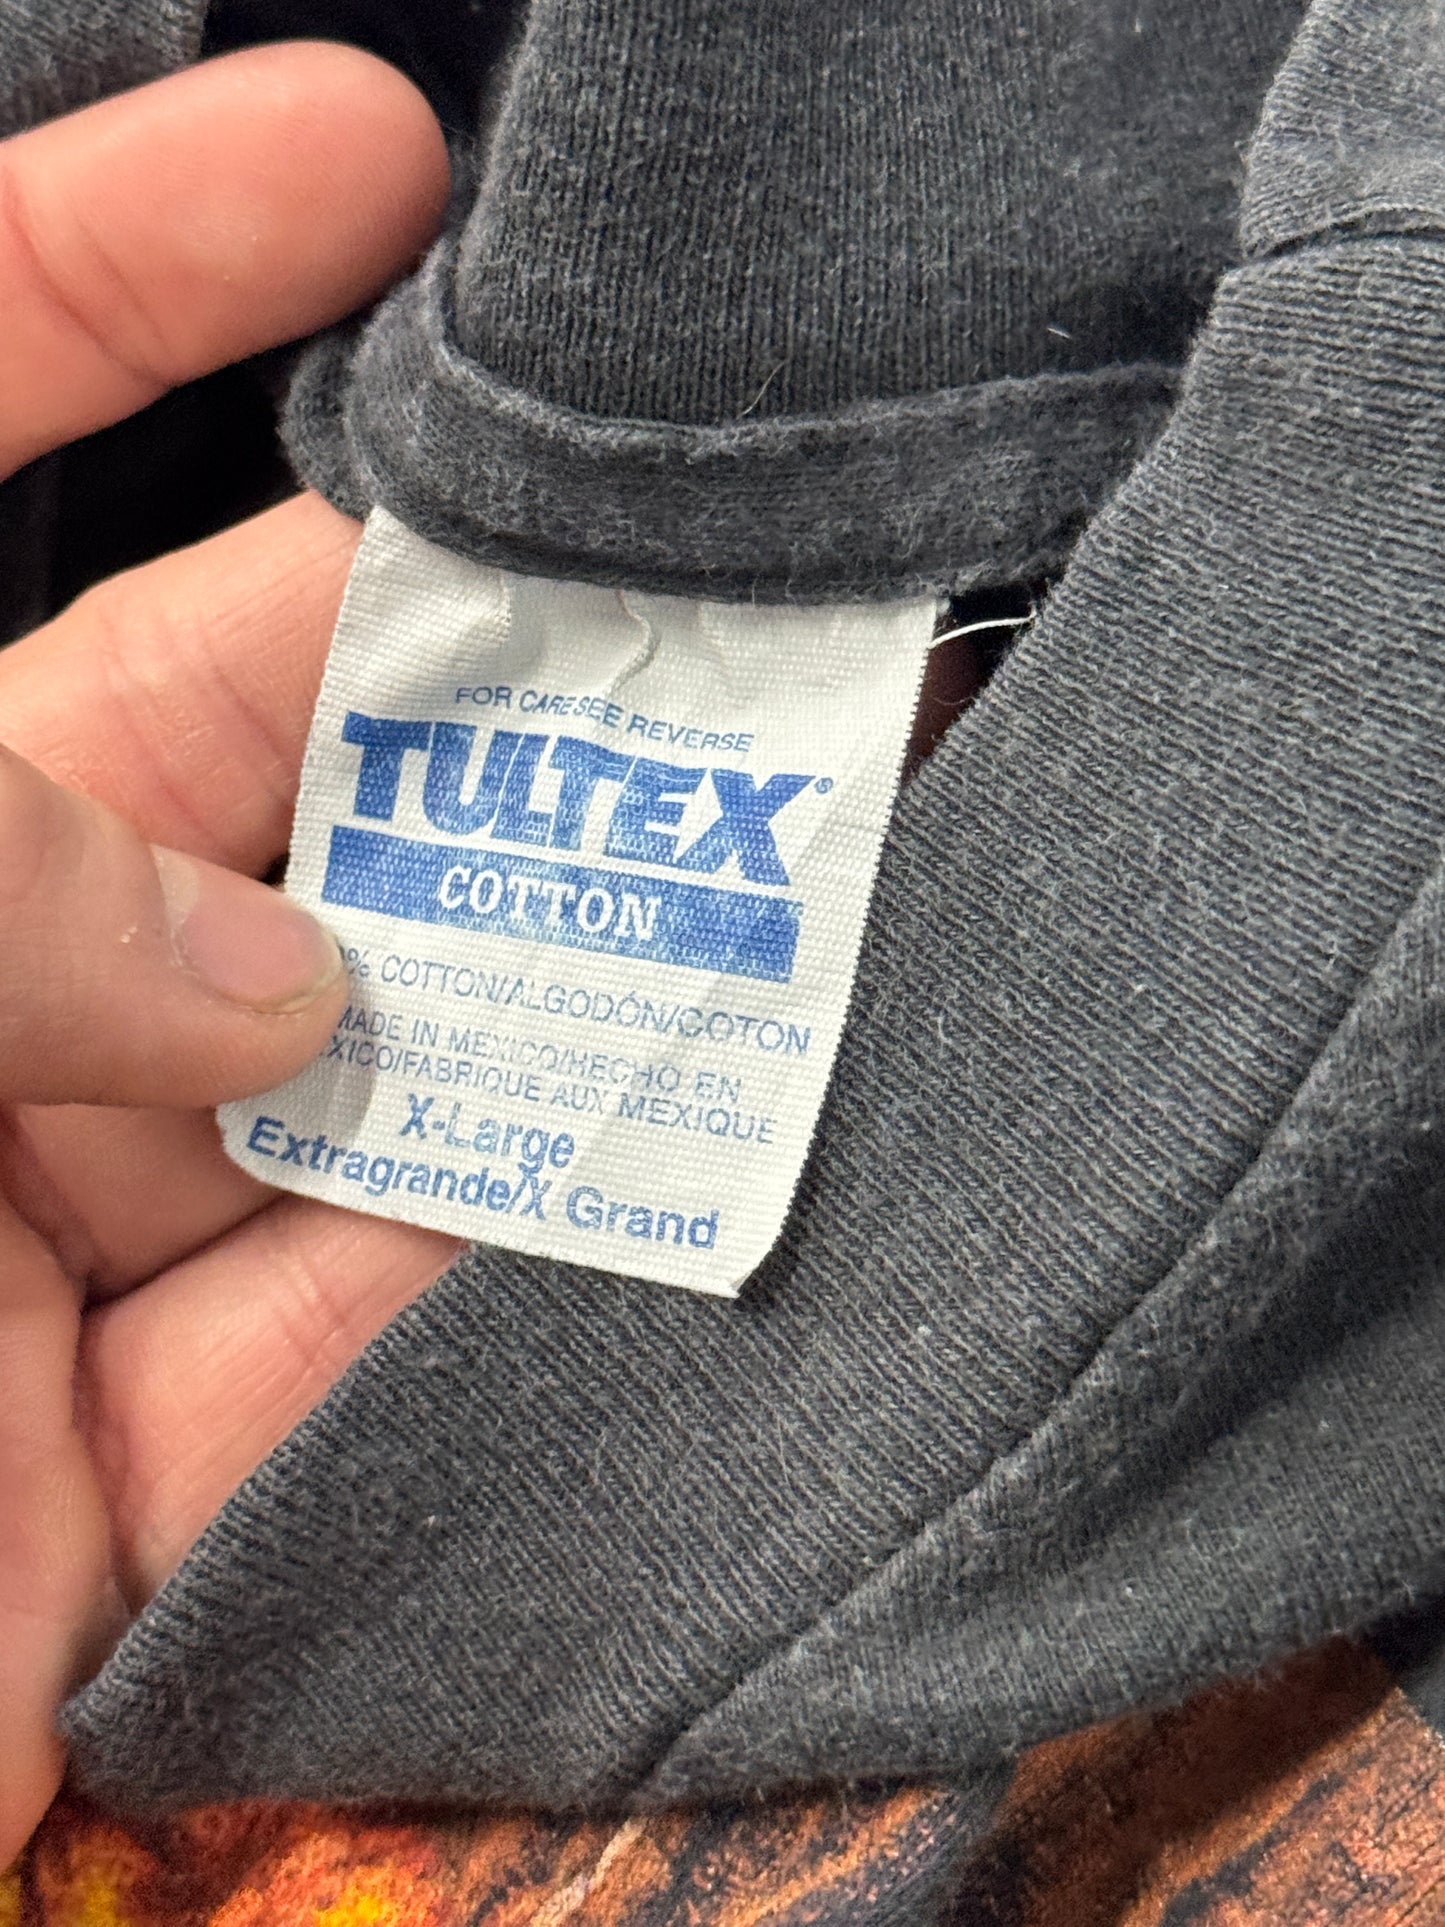 FOR CARE SEE REVERSE
TULTEX®
COTTON
% COTTON/ALGODÓN/COTON
MADE IN MEXICO/HECHO EN
XICO/FABRIQUE AUX MEXIQUE
X-Large
Extragrande/X Grand